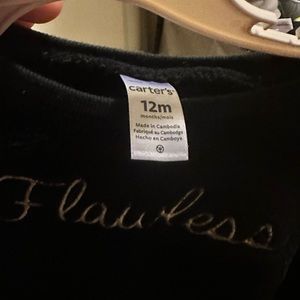 carter's
12m
months/mois
Made in Cambodia
Fabriqué au Cambodge
Hecho en Camboya
Flawless